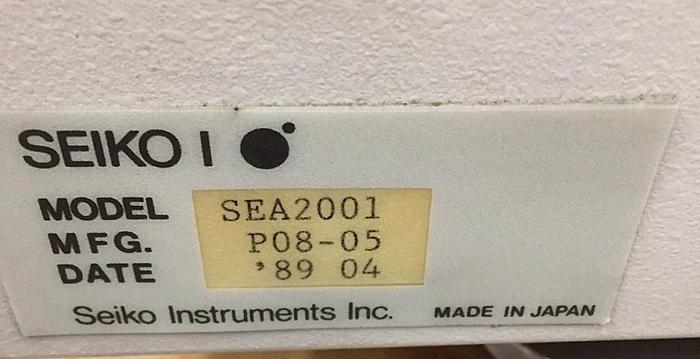 SEIKO I
MODEL SEA2001
MFG. P08-05
DATE '89 04
Seiko Instruments Inc. MADE IN JAPAN